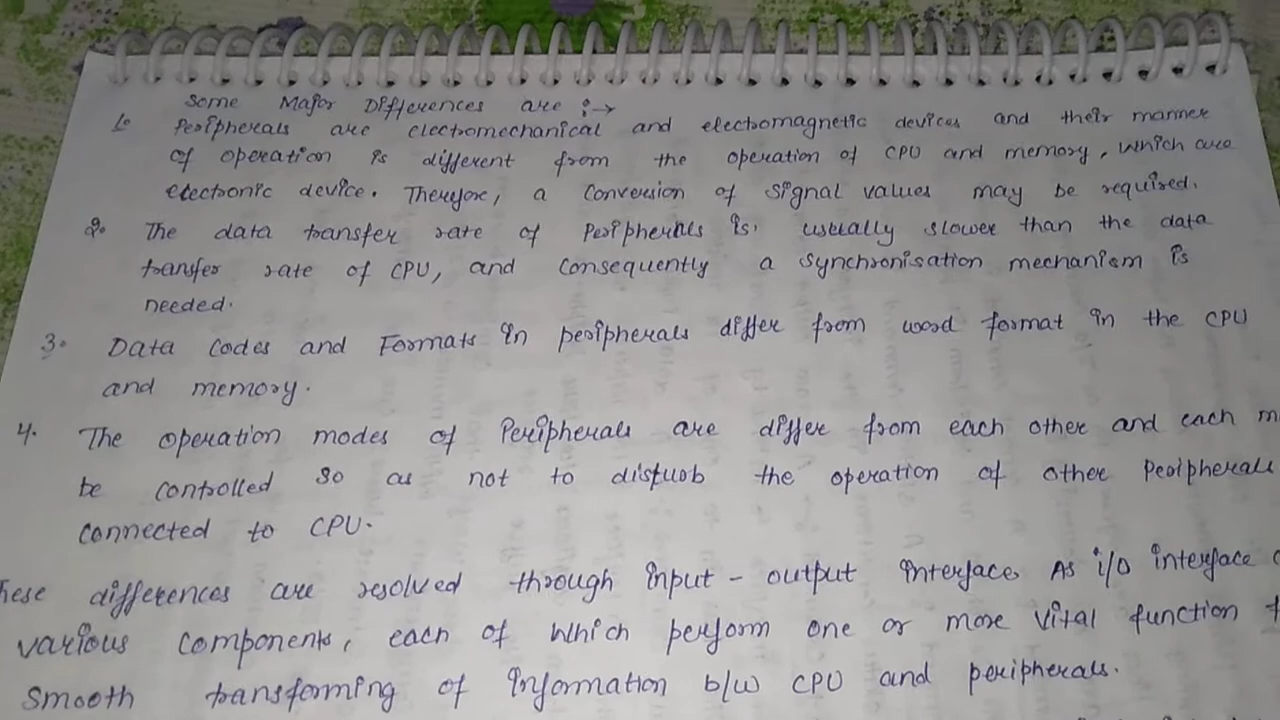 Some Major Differences are :→
1. Peripherals are electromechanical and electromagnetic devices and their manner
of operation is different from the operation of CPU and memory, which are
electronic device. Therefore, a Conversion of signal values may be required.
2. The data transfer rate of Peripherals is usually slower than the data
transfer rate of CPU, and Consequently a synchronisation mechanism is
needed.
3. Data Codes and Formats in peripherals differ from word format in the CPU
and memory.
4. The operation modes of Peripherals are differ from each other and each m
be controlled so as not to disturb the operation of other Peripherals
connected to CPU.
hese differences are resolved through input - output interface. As i/o interface
various components, each of which perform one or more vital function
smooth transforming of information b/w CPU and peripherals.